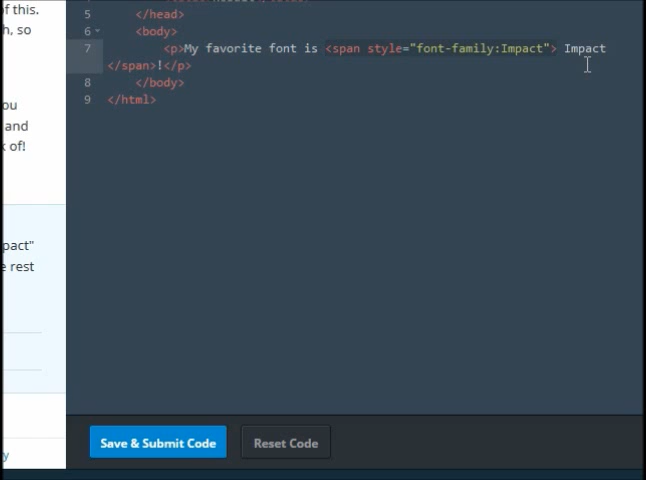 f this.
h, so
ou
and
k of!
pact"
e rest
y
5 </head>
6 <body>
7 <p>My favorite font is <span style="font-family:Impact"> Impact
</span>!</p>
8 </body>
9 </html>
Save & Submit Code
Reset Code